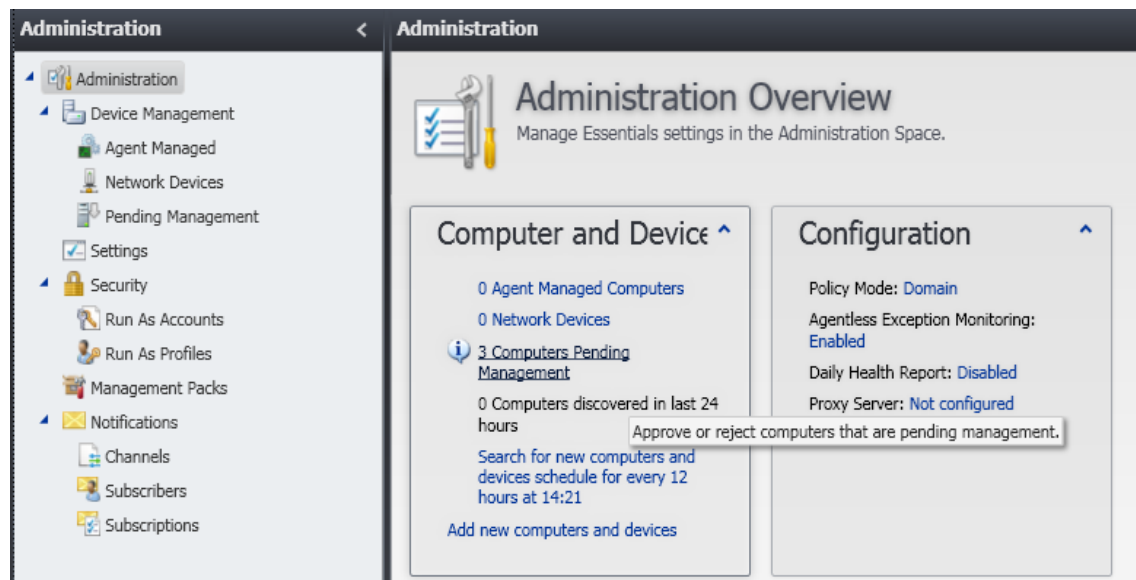 Administration <
Administration
Device Management
Agent Managed
Network Devices
Pending Management
Settings
Security
Run As Accounts
Run As Profiles
Management Packs
Notifications
Channels
Subscribers
Subscriptions
Administration
Administration Overview
Manage Essentials settings in the Administration Space.
Computer and Device
0 Agent Managed Computers
0 Network Devices
3 Computers Pending
Management
0 Computers discovered in last 24
hours
Search for new computers and
devices schedule for every 12
hours at 14:21
Add new computers and devices
Configuration
Policy Mode: Domain
Agentless Exception Monitoring:
Enabled
Daily Health Report: Disabled
Proxy Server: Not configured
Approve or reject computers that are pending management.